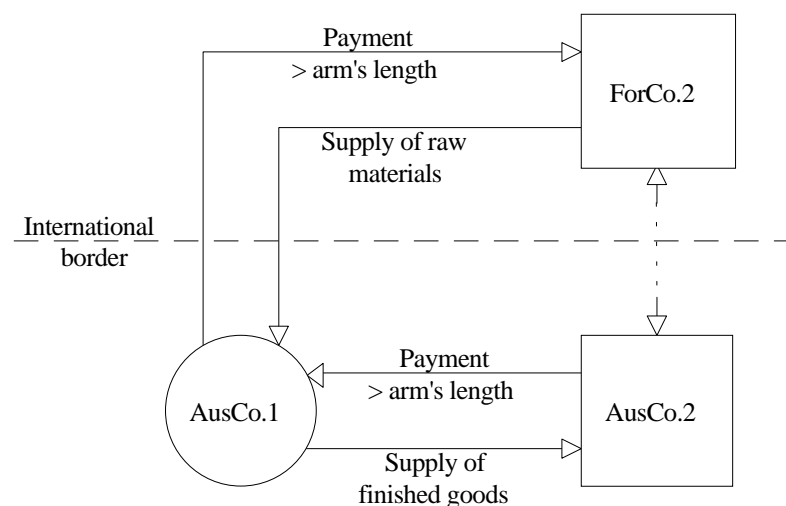 Payment
> arm's length
ForCo.2
Supply of raw
materials
International
border
Payment
> arm's length
AusCo.1
AusCo.2
Supply of
finished goods